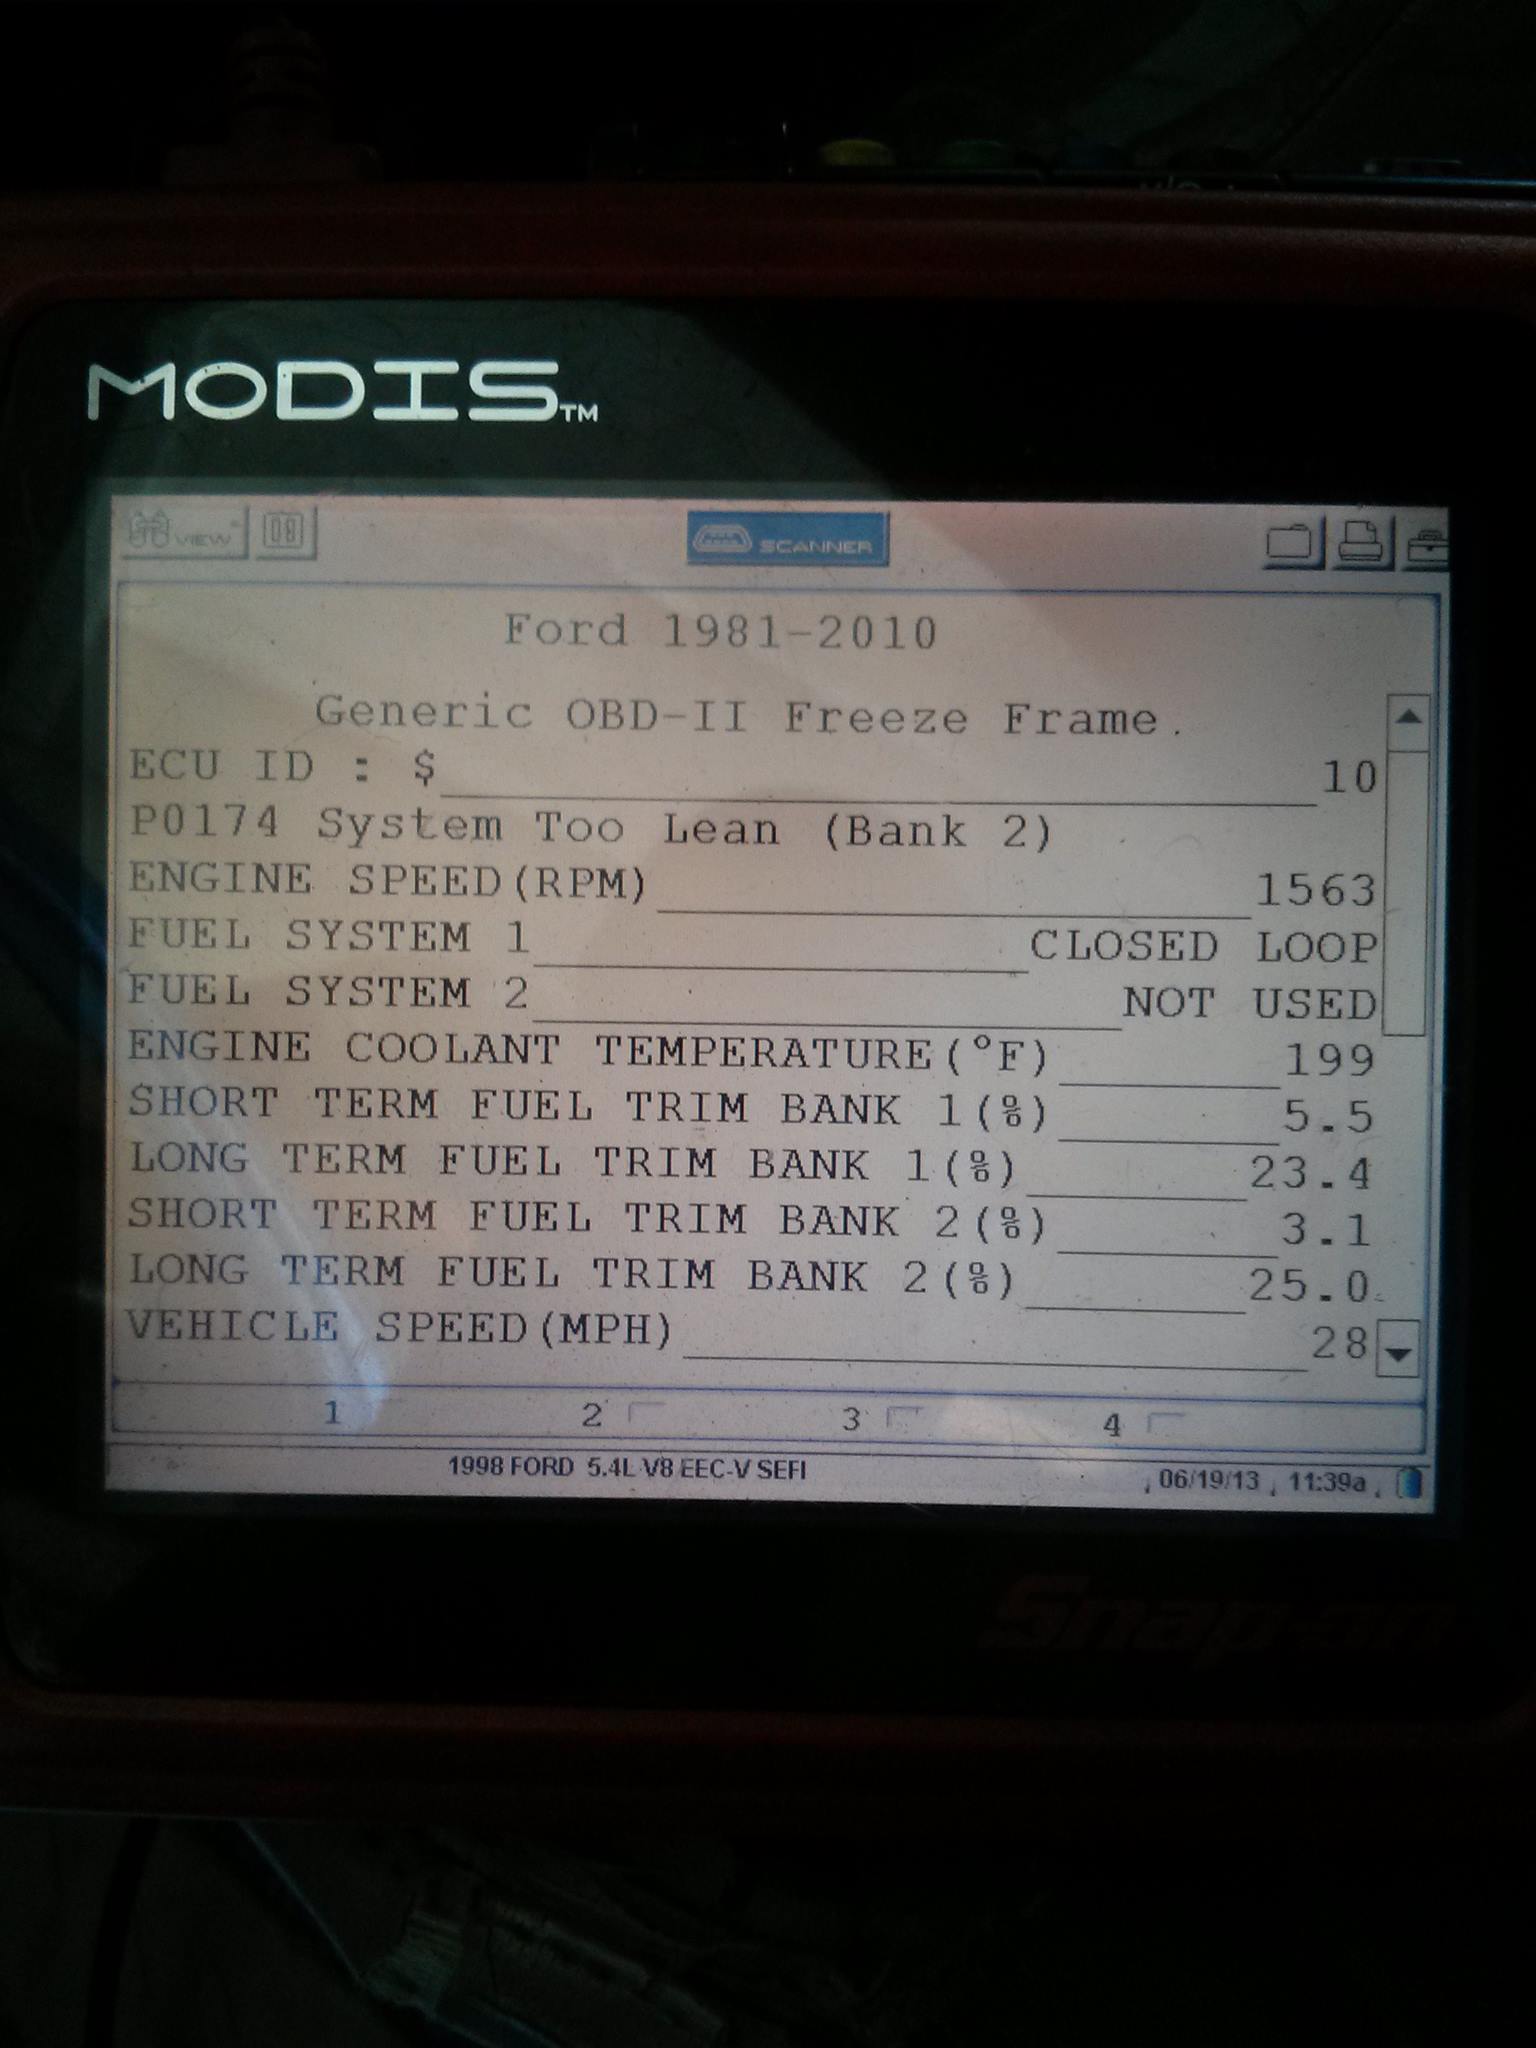 MODIS™
VIEW
SCANNER
Ford 1981-2010
Generic OBD-II Freeze Frame.
ECU ID : $ 10
P0174 System Too Lean (Bank 2)
ENGINE SPEED(RPM) 1563
FUEL SYSTEM 1 CLOSED LOOP
FUEL SYSTEM 2 NOT USED
ENGINE COOLANT TEMPERATURE(°F) 199
SHORT TERM FUEL TRIM BANK 1(%) 5.5
LONG TERM FUEL TRIM BANK 1(%) 23.4
SHORT TERM FUEL TRIM BANK 2(%) 3.1
LONG TERM FUEL TRIM BANK 2(%) 25.0
VEHICLE SPEED(MPH) 28
1 2 3 4
1998 FORD 5.4L V8 EEC-V SEFI , 06/19/13 , 11:39a ,
Snap-on